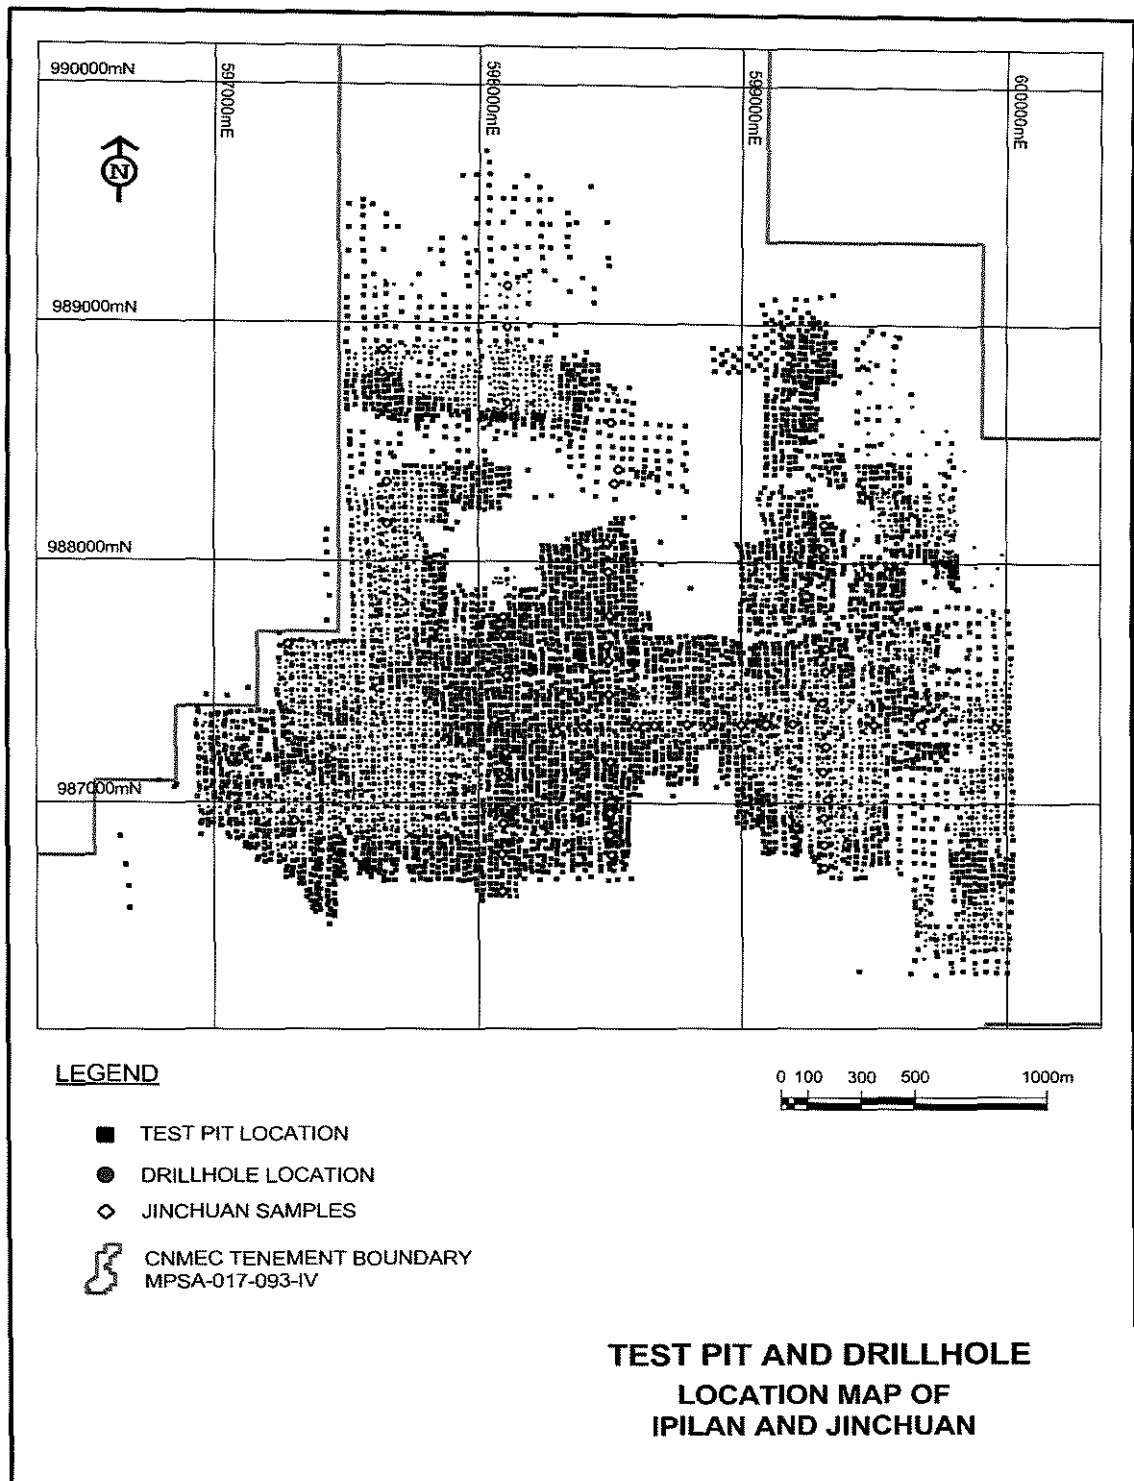 990000mN
597000mE
598000mE
599000mE
600000mE
N
989000mN
988000mN
987000mN
LEGEND
0 100 300 500 1000m
TEST PIT LOCATION
DRILLHOLE LOCATION
JINCHUAN SAMPLES
CNMEC TENEMENT BOUNDARY
MPSA-017-093-IV
TEST PIT AND DRILLHOLE
LOCATION MAP OF
IPILAN AND JINCHUAN